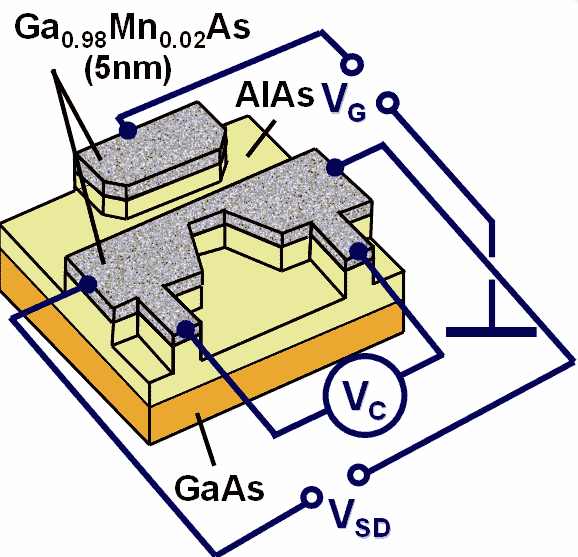 Ga0.98Mn0.02As
(5nm)
AlAs
VG
VC
GaAs
VSD